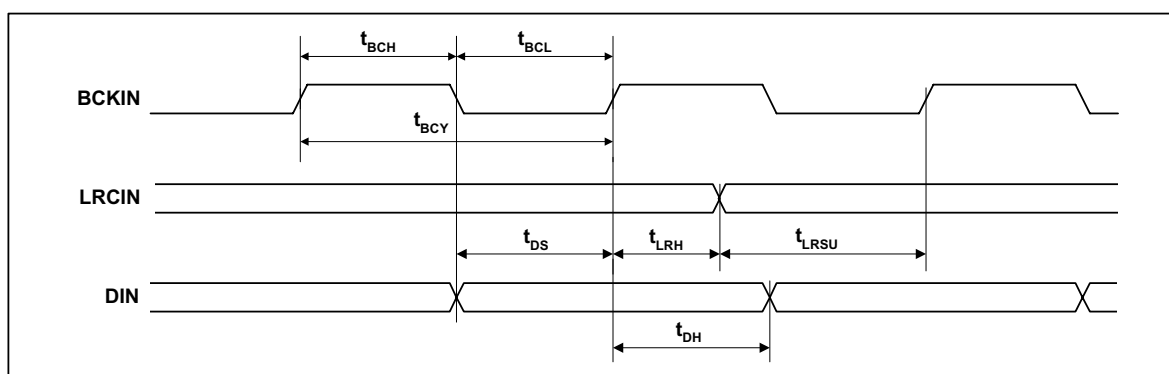 tBCH tBCL
BCKIN
tBCY
LRCIN
tDS tLRH tLRSU
DIN
tDH